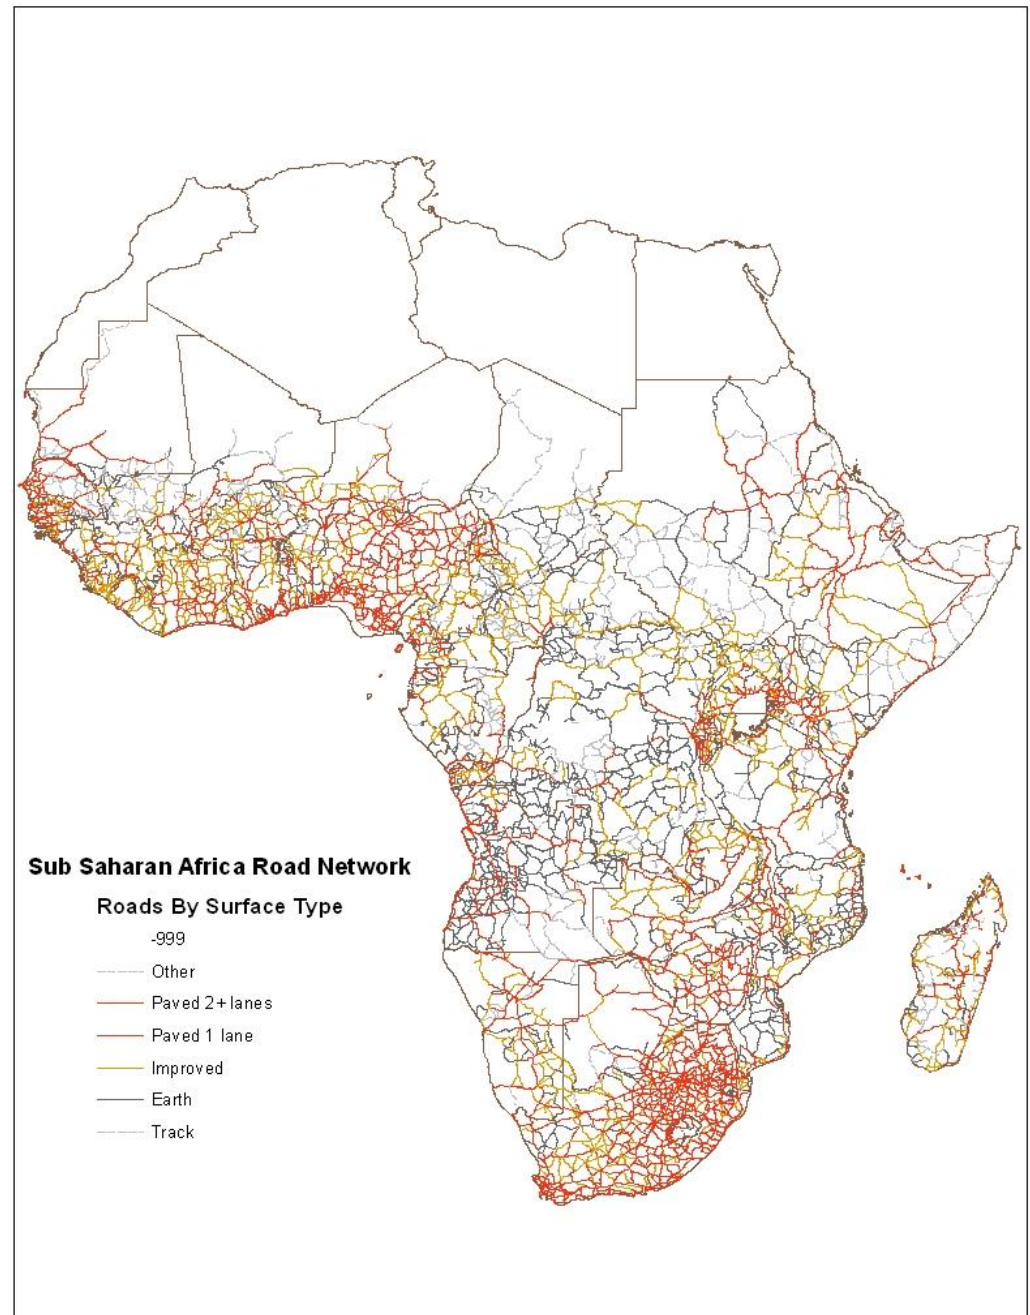 Sub Saharan Africa Road Network
Roads By Surface Type
-999
Other
Paved 2+ lanes
Paved 1 lane
Improved
Earth
Track